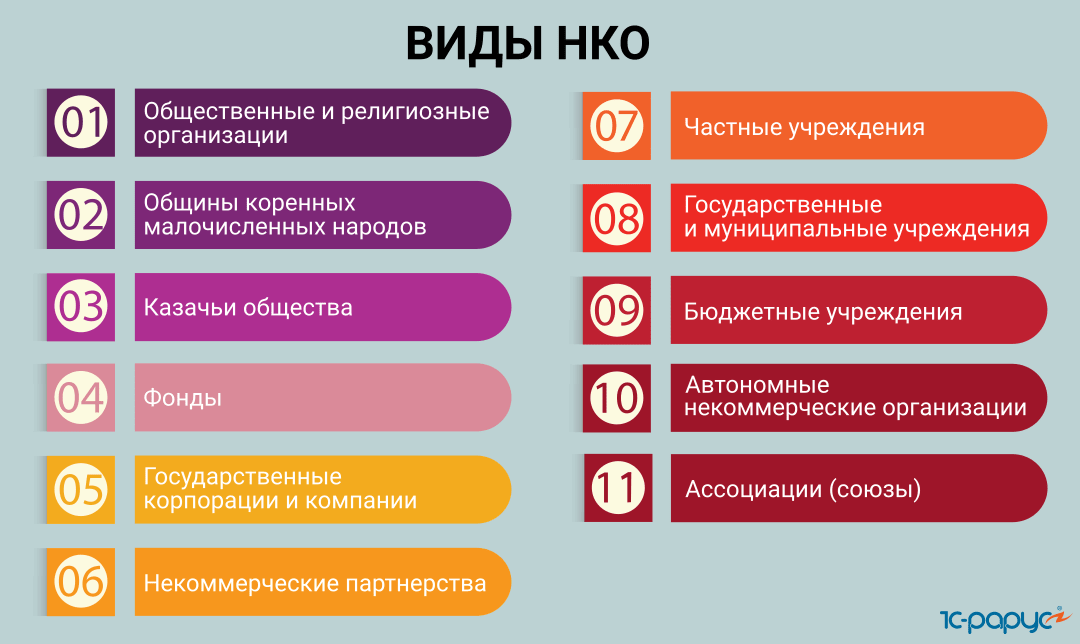 ВИДЫ НКО
01
Общественные и религиозные
организации
02
Общины коренных
малочисленных народов
03
Казачьи общества
04
Фонды
05
Государственные
корпорации и компании
06
Некоммерческие партнерства
07
Частные учреждения
08
Государственные
и муниципальные учреждения
09
Бюджетные учреждения
10
Автономные
некоммерческие организации
11
Ассоциации (союзы)
1С-рарус®